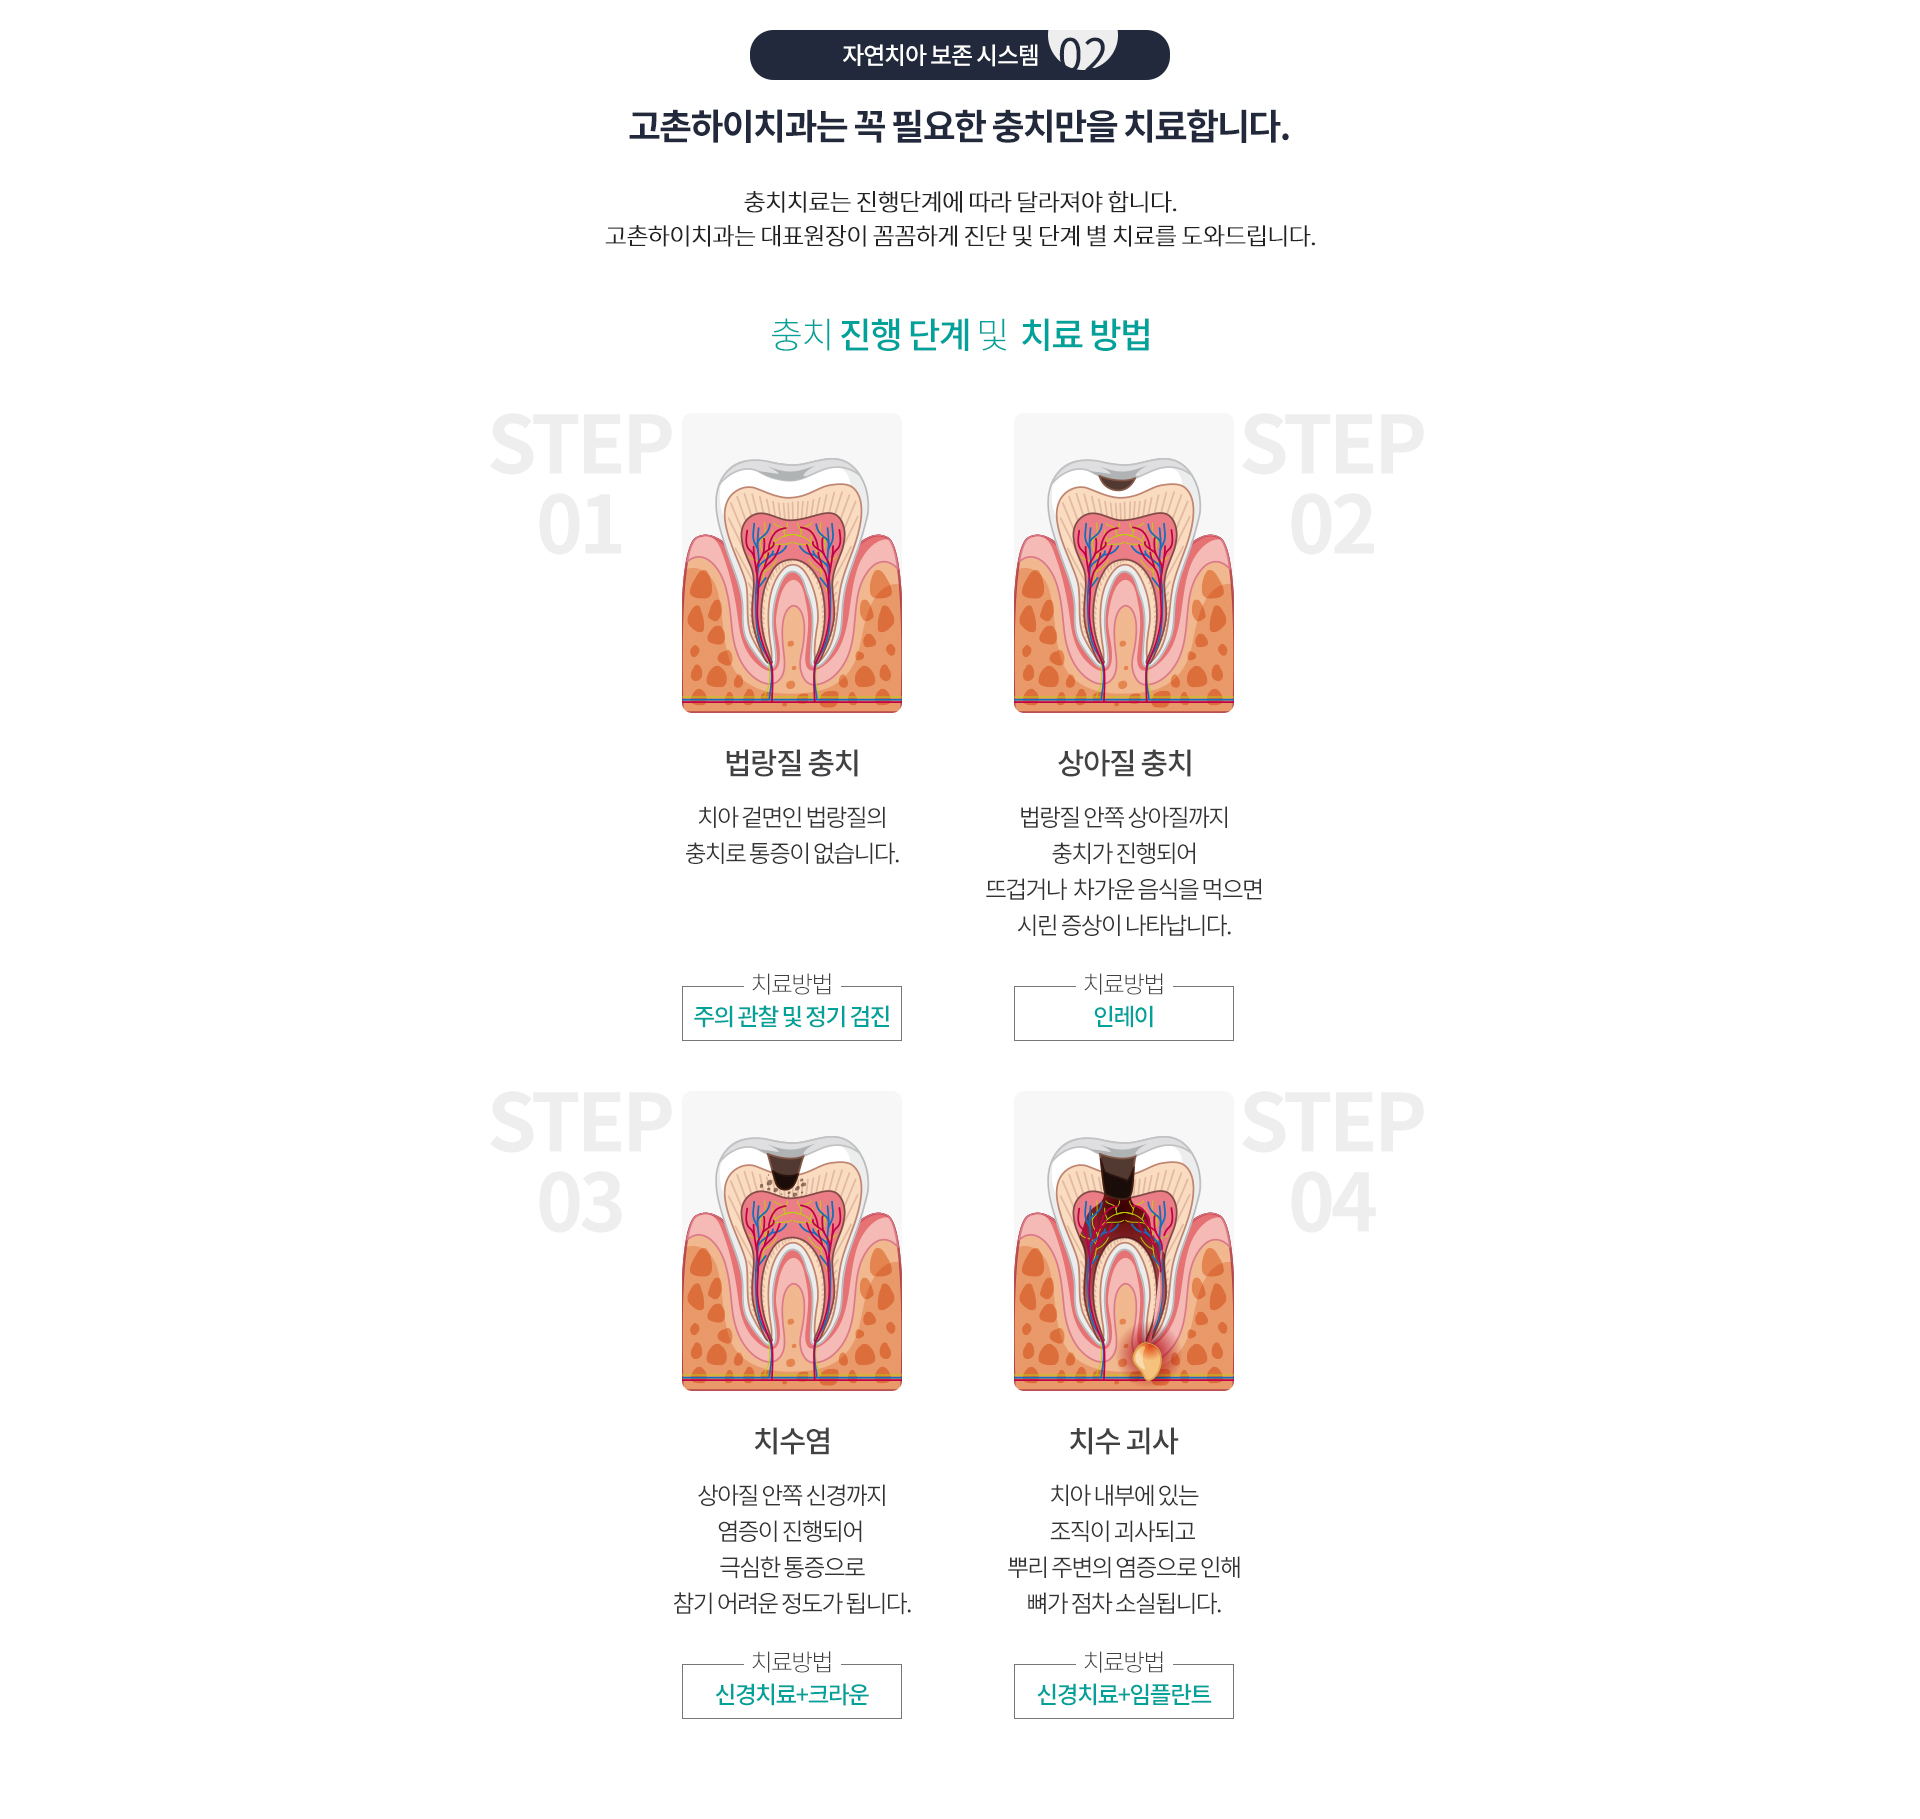 자연치아 보존 시스템 02
고촌하이치과는 꼭 필요한 충치만을 치료합니다.
충치치료는 진행단계에 따라 달라져야 합니다.
고촌하이치과는 대표원장이 꼼꼼하게 진단 및 단계 별 치료를 도와드립니다.
충치 진행 단계 및 치료 방법
STEP
01
법랑질 충치
치아 겉면인 법랑질의
충치로 통증이 없습니다.
치료방법
주의 관찰 및 정기 검진
STEP
02
상아질 충치
법랑질 안쪽 상아질까지
충치가 진행되어
뜨겁거나 차가운 음식을 먹으면
시린 증상이 나타납니다.
치료방법
인레이
STEP
03
치수염
상아질 안쪽 신경까지
염증이 진행되어
극심한 통증으로
참기 어려운 정도가 됩니다.
치료방법
신경치료+크라운
STEP
04
치수 괴사
치아 내부에 있는
조직이 괴사되고
뿌리 주변의 염증으로 인해
뼈가 점차 소실됩니다.
치료방법
신경치료+임플란트